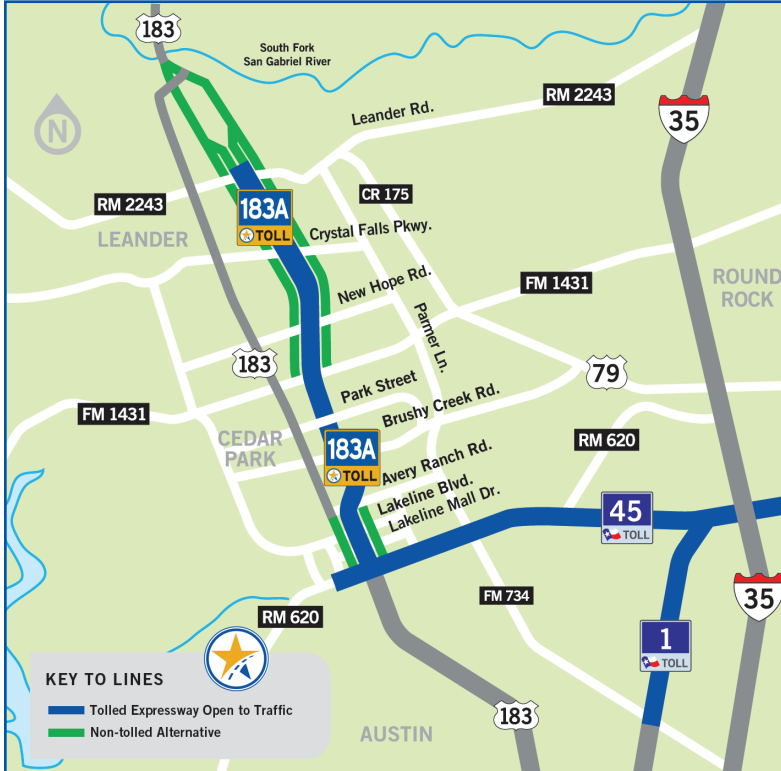 183
South Fork
San Gabriel River
RM 2243
Leander Rd.
35
N
CR 175
RM 2243
183A
TOLL
LEANDER
Crystal Falls Pkwy.
New Hope Rd.
FM 1431
ROUND
ROCK
Parmer Ln.
183
79
Park Street
FM 1431
Brushy Creek Rd.
CEDAR
PARK
183A
TOLL
RM 620
Avery Ranch Rd.
Lakeline Blvd.
Lakeline Mall Dr.
45
TOLL
35
FM 734
RM 620
1
TOLL
KEY TO LINES
Tolled Expressway Open to Traffic
Non-tolled Alternative
183
AUSTIN